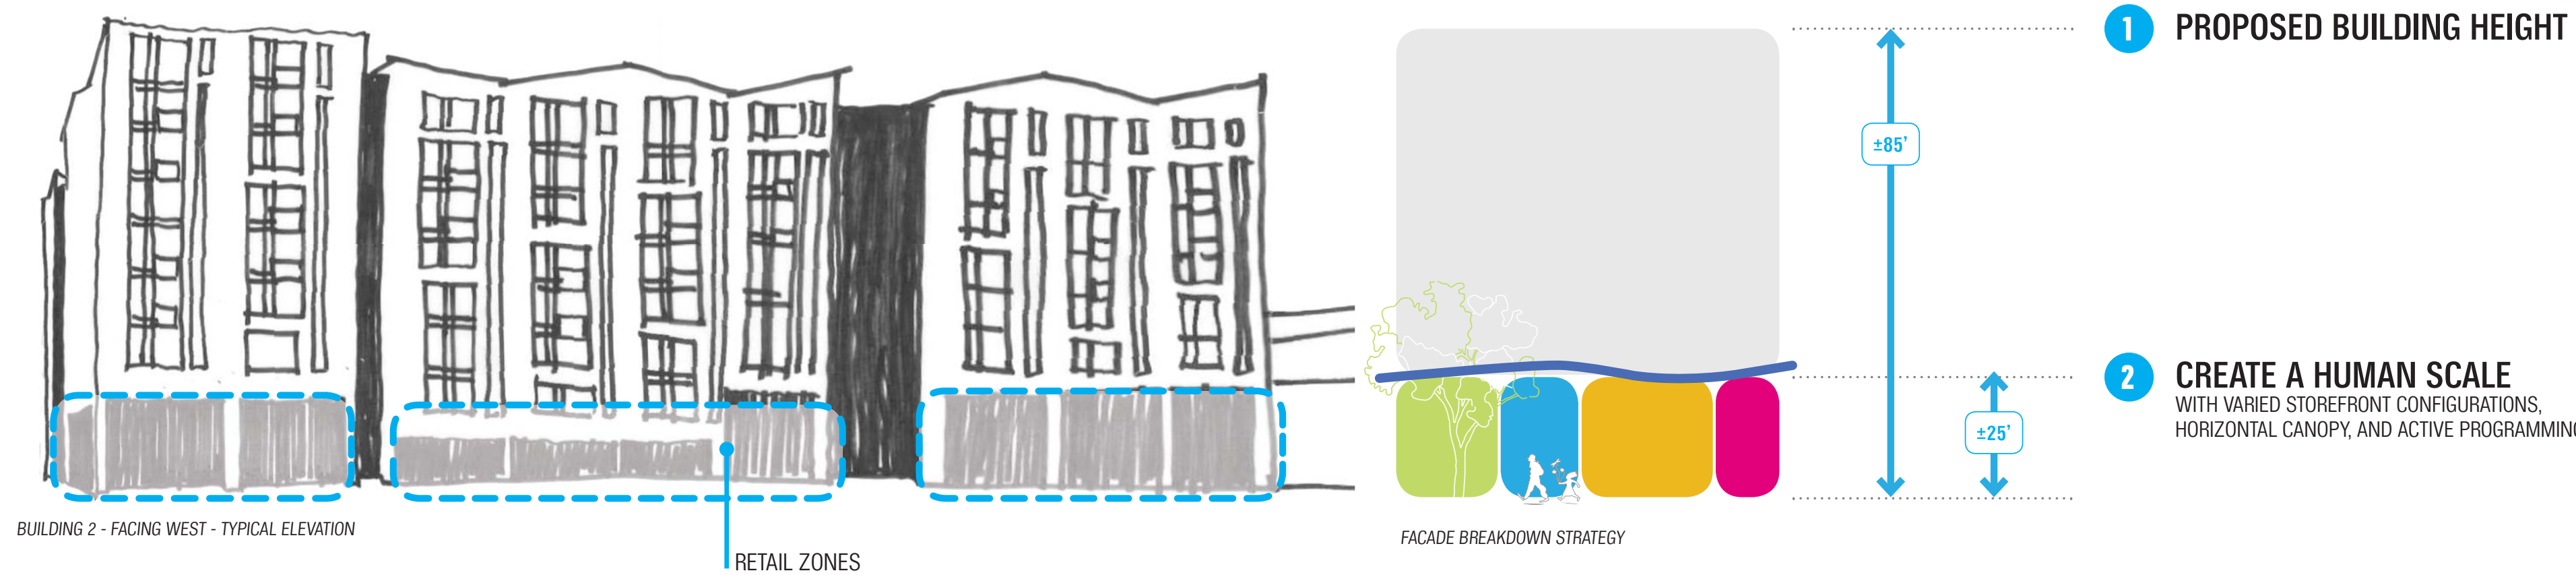 BUILDING 2 - FACING WEST - TYPICAL ELEVATION
RETAIL ZONES
FACADE BREAKDOWN STRATEGY
±85’
±25’
1 PROPOSED BUILDING HEIGHT
2 CREATE A HUMAN SCALE
WITH VARIED STOREFRONT CONFIGURATIONS,
HORIZONTAL CANOPY, AND ACTIVE PROGRAMMING